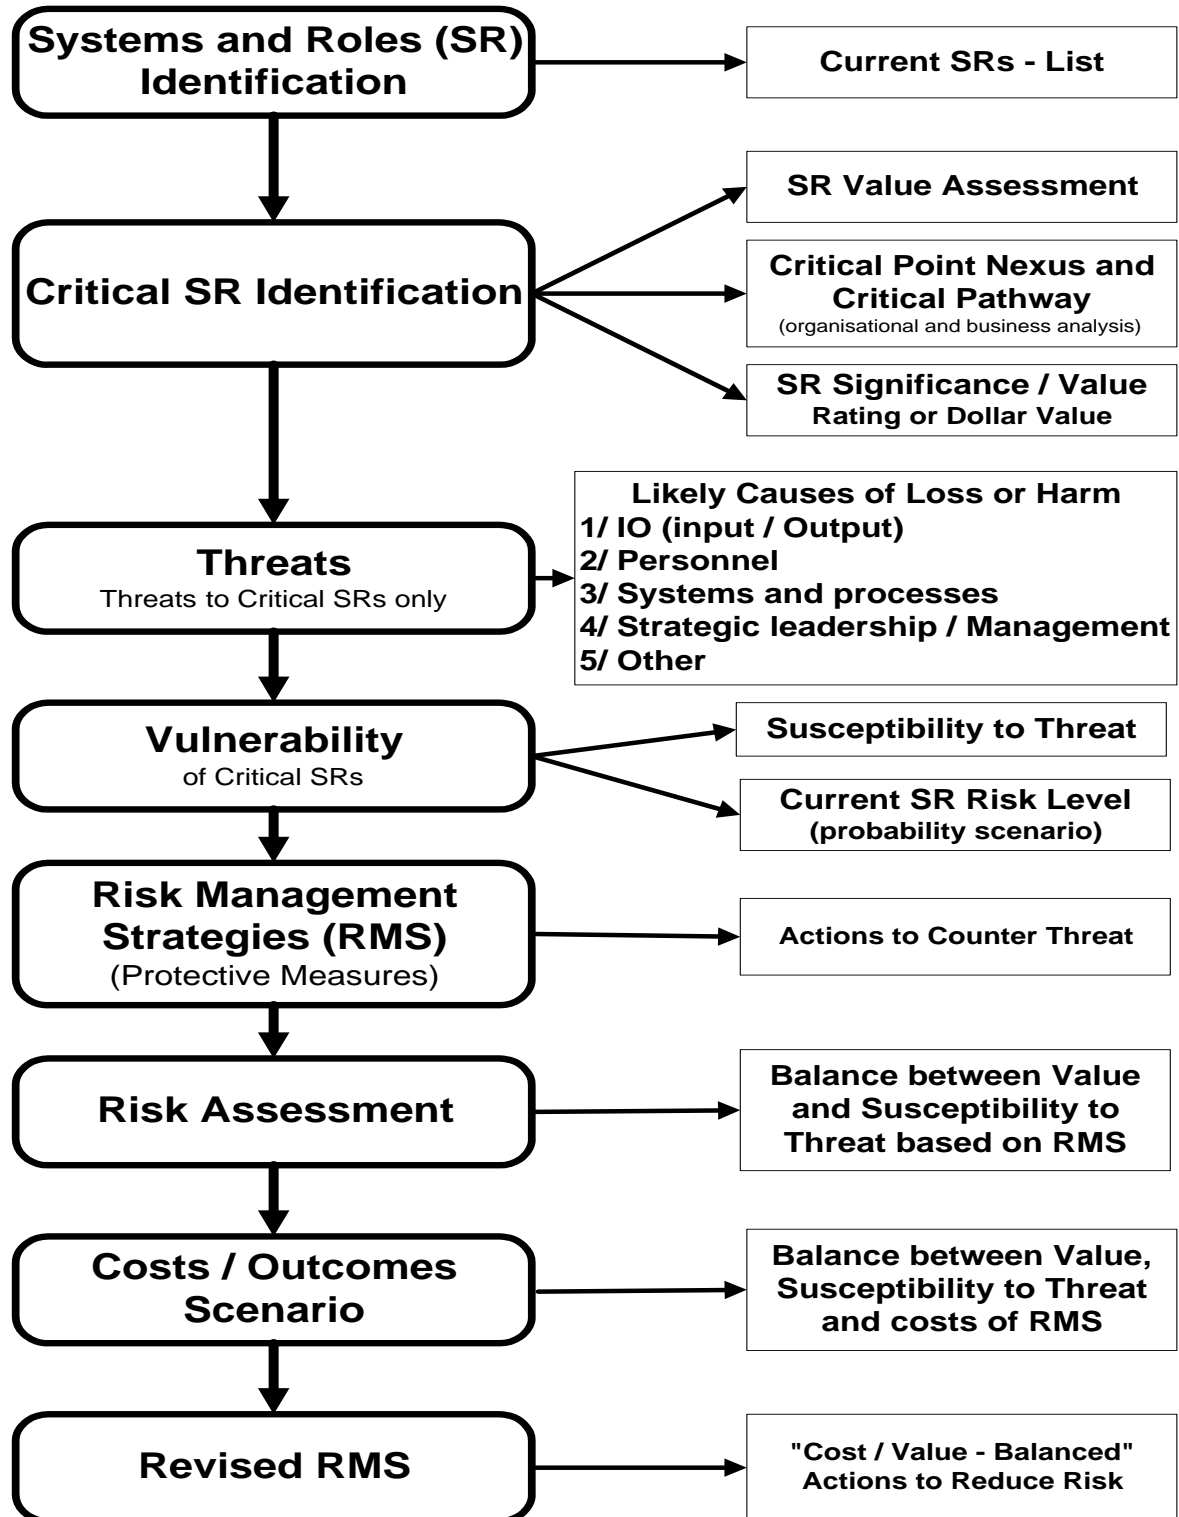 Systems and Roles (SR)
Identification
Current SRs - List
Critical SR Identification
SR Value Assessment
Critical Point Nexus and
Critical Pathway
(organisational and business analysis)
SR Significance / Value
Rating or Dollar Value
Threats
Threats to Critical SRs only
Likely Causes of Loss or Harm
1/ IO (input / Output)
2/ Personnel
3/ Systems and processes
4/ Strategic leadership / Management
5/ Other
Vulnerability
of Critical SRs
Susceptibility to Threat
Current SR Risk Level
(probability scenario)
Risk Management
Strategies (RMS)
(Protective Measures)
Actions to Counter Threat
Risk Assessment
Balance between Value
and Susceptibility to
Threat based on RMS
Costs / Outcomes
Scenario
Balance between Value,
Susceptibility to Threat
and costs of RMS
Revised RMS
"Cost / Value - Balanced"
Actions to Reduce Risk